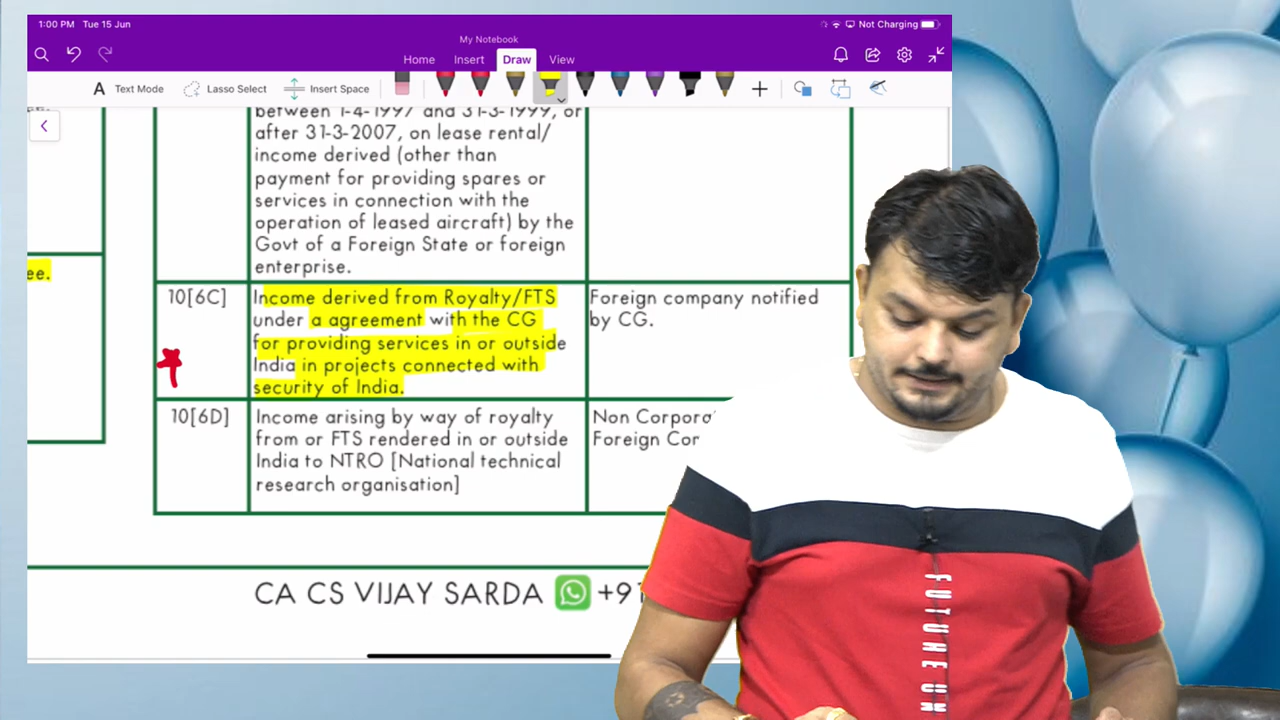 1:00 PM Tue 15 Jun
Not Charging
My Notebook
Home Insert Draw View
A Text Mode Lasso Select Insert Space
between 1-4-1997 and 31-3-1999, or
after 31-3-2007, on lease rental/
income derived (other than
payment for providing spares or
services in connection with the
operation of leased aircraft) by the
Govt of a Foreign State or foreign
enterprise.
ee.
10[6C]
Income derived from Royalty/FTS
under a agreement with the CG
for providing services in or outside
India in projects connected with
security of India.
Foreign company notified
by CG.
10[6D]
Income arising by way of royalty
from or FTS rendered in or outside
India to NTRO [National technical
research organisation]
Non Corpora
Foreign Cor
CA CS VIJAY SARDA +91
FUTURE